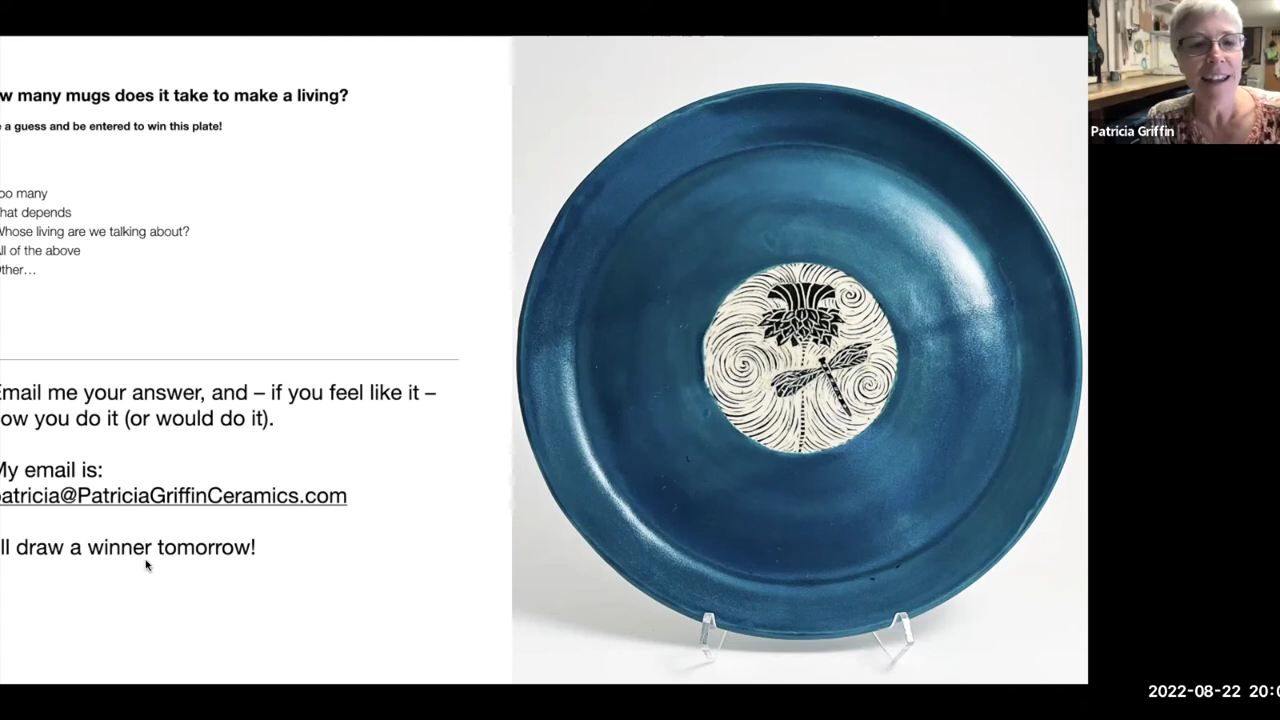 w many mugs does it take to make a living?
a guess and be entered to win this plate!
oo many
hat depends
Whose living are we talking about?
ll of the above
ther…
Email me your answer, and – if you feel like it –
ow you do it (or would do it).
My email is:
patricia@PatriciaGriffinCeramics.com
ll draw a winner tomorrow!
Patricia Griffin
2022-08-22 20:0